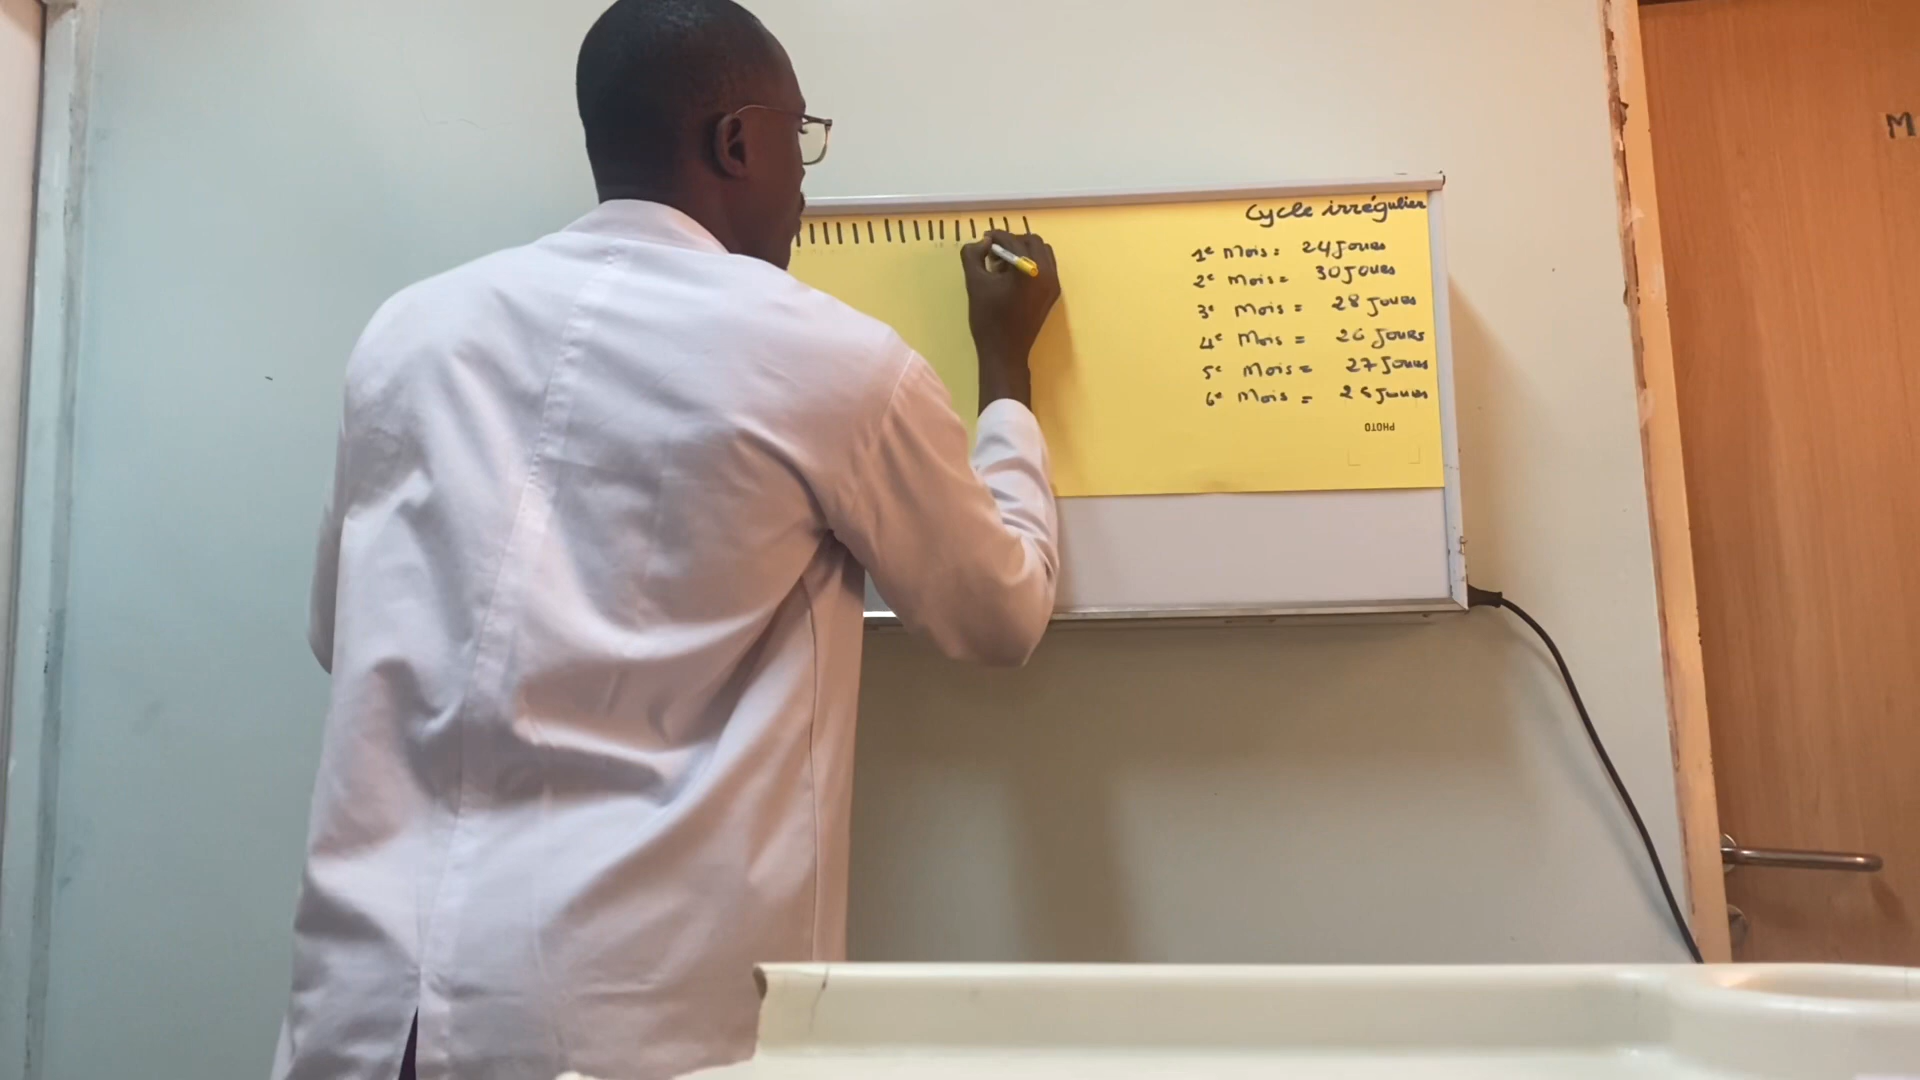 Cycle irrégulier
1e Mois = 24 Jours
2e Mois = 30 Jours
3e Mois = 28 Jours
4e Mois = 26 Jours
5e Mois = 27 Jours
6e Mois = Jours
PHOTO
M